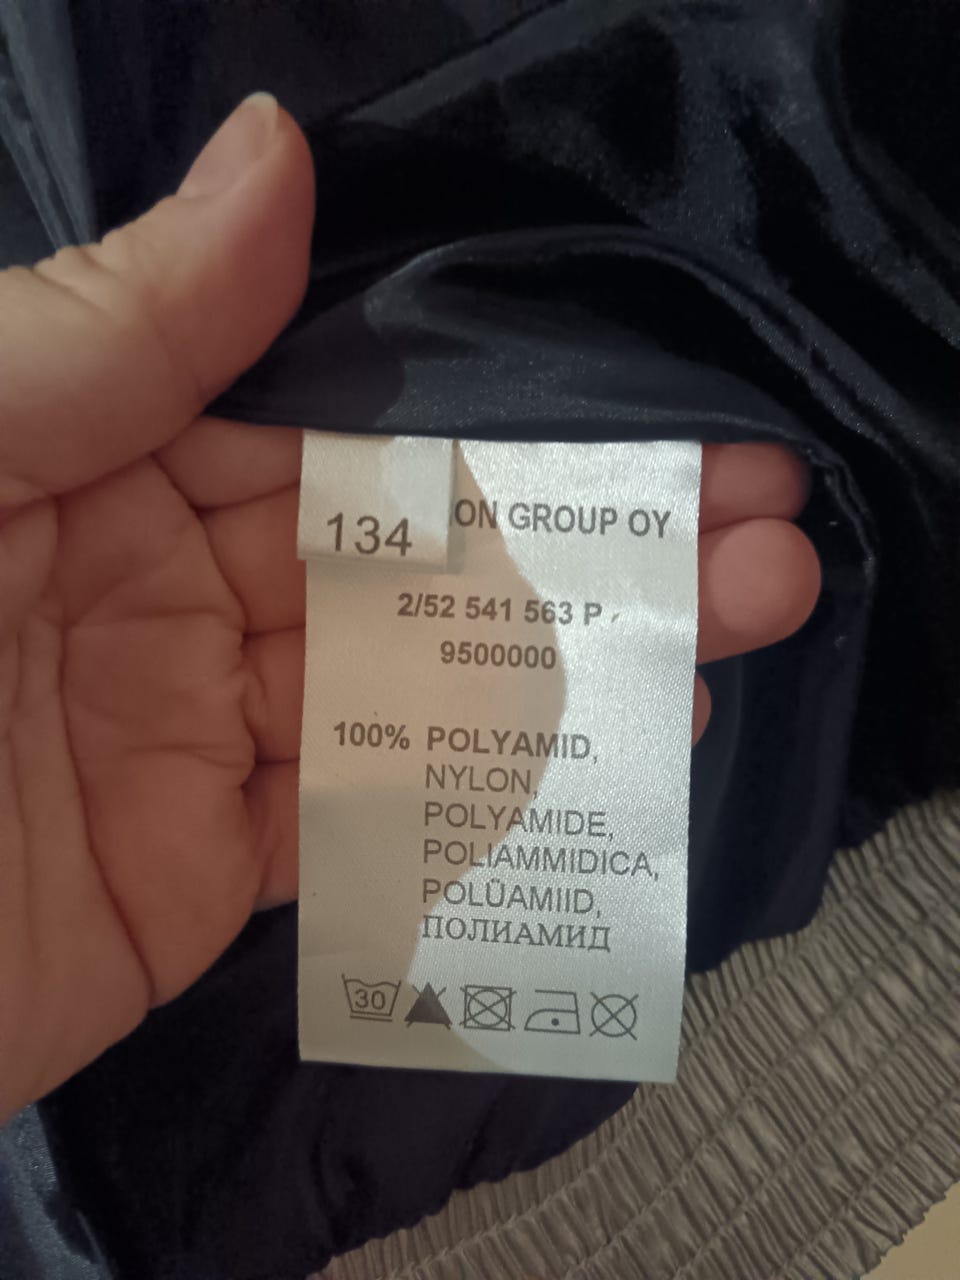 134
ON GROUP OY
2/52 541 563 P
9500000
100% POLYAMID,
NYLON,
POLYAMIDE,
POLIAMMIDICA,
POLÜAMIID,
ПОЛИАМИД
30